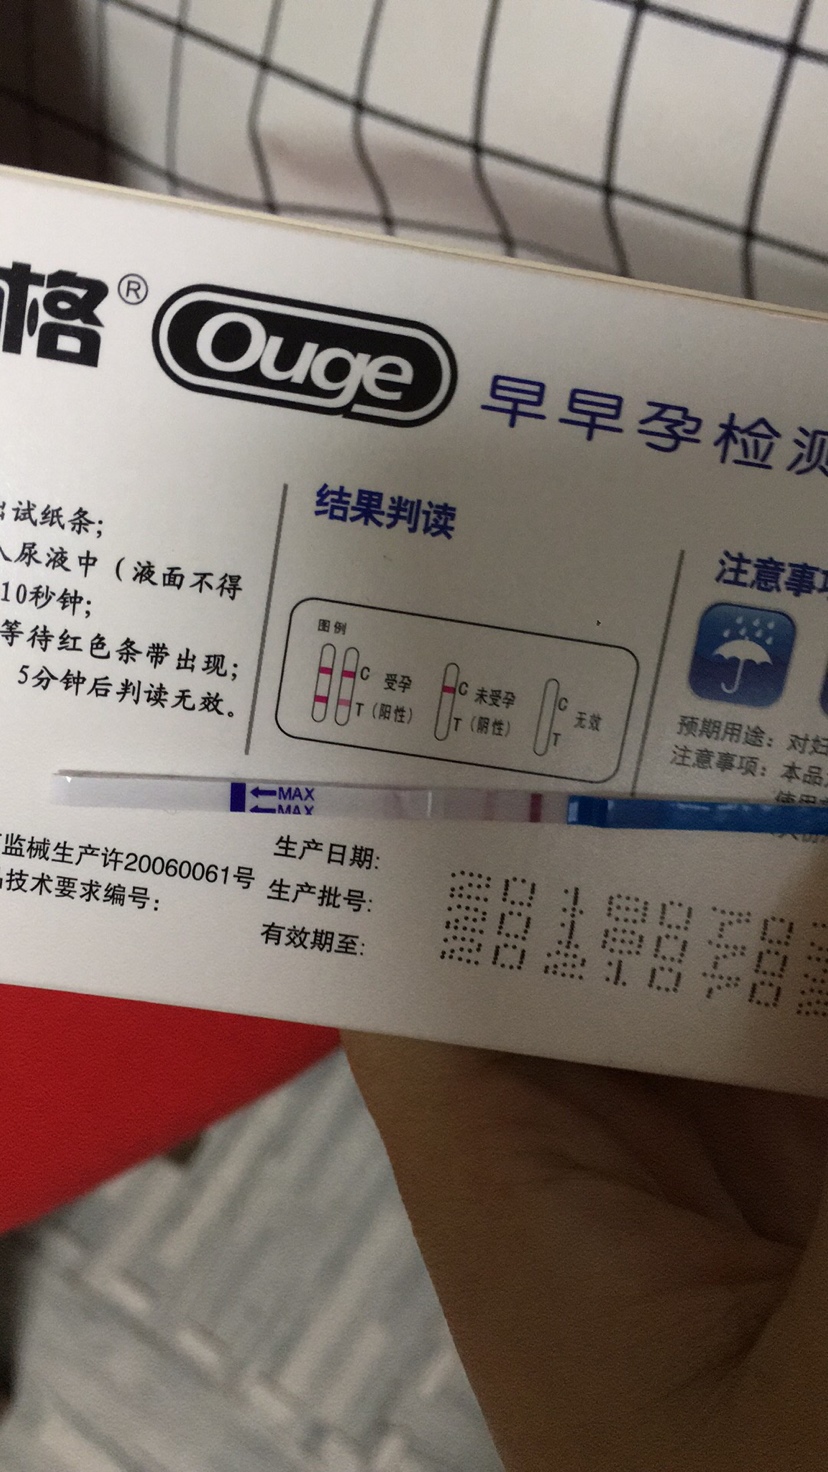 格® Ouge 早早孕检测
试纸条;
入尿液中（液面不得
10秒钟;
等待红色条带出现;
5分钟后判读无效。
结果判读
图例
C 受孕
T（阳性）
C 未受孕
T（阴性）
C 无效
T
注意事项
预期用途: 对妇
注意事项: 本品
使用
MAX
MAX
监械生产许20060061号
技术要求编号:
生产日期:
生产批号:
有效期至: